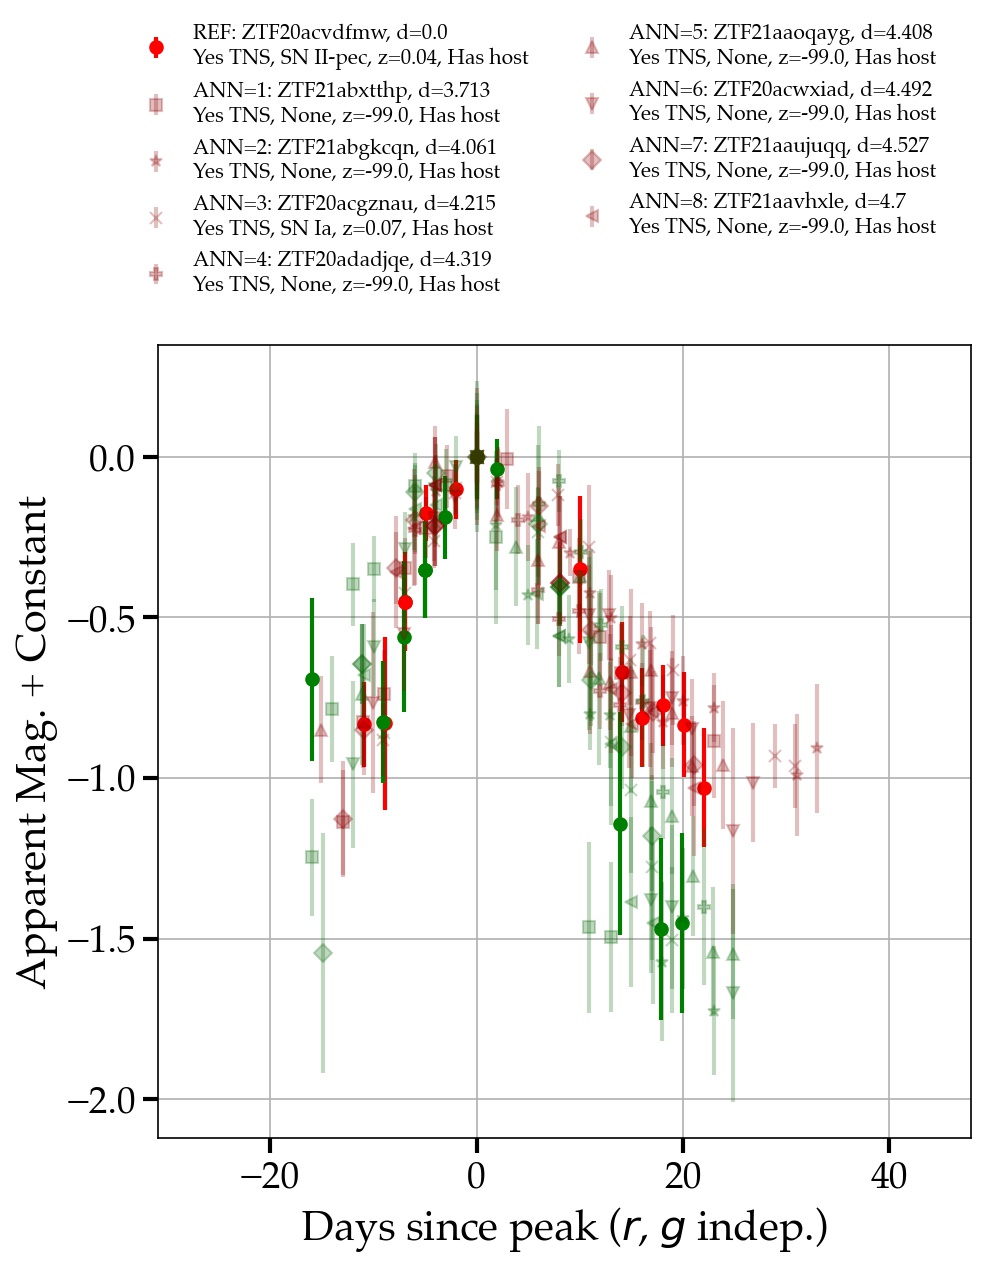 REF: ZTF20acvdfmw, d=0.0
Yes TNS, SN II-pec, z=0.04, Has host
ANN=1: ZTF21abxtthp, d=3.713
Yes TNS, None, z=-99.0, Has host
ANN=2: ZTF21abgkcqn, d=4.061
Yes TNS, None, z=-99.0, Has host
ANN=3: ZTF20acgznau, d=4.215
Yes TNS, SN Ia, z=0.07, Has host
ANN=4: ZTF20adadjqe, d=4.319
Yes TNS, None, z=-99.0, Has host
ANN=5: ZTF21aaoqayg, d=4.408
Yes TNS, None, z=-99.0, Has host
ANN=6: ZTF20acwxiad, d=4.492
Yes TNS, None, z=-99.0, Has host
ANN=7: ZTF21aaujuqq, d=4.527
Yes TNS, None, z=-99.0, Has host
ANN=8: ZTF21aavhxle, d=4.7
Yes TNS, None, z=-99.0, Has host
Apparent Mag. + Constant
0.0
−0.5
−1.0
−1.5
−2.0
−20
0
20
40
Days since peak (r, g indep.)